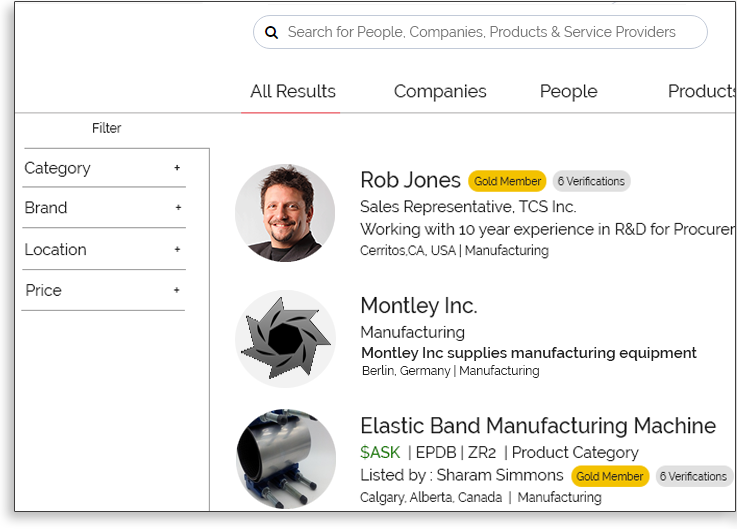 Search for People, Companies, Products & Service Providers
All Results Companies People Products
Filter
Category +
Brand +
Location +
Price +
Rob Jones Gold Member 6 Verifications
Sales Representative, TCS Inc.
Working with 10 year experience in R&D for Procurem
Cerritos,CA, USA | Manufacturing
Montley Inc.
Manufacturing
Montley Inc supplies manufacturing equipment
Berlin, Germany | Manufacturing
Elastic Band Manufacturing Machine
$ASK | EPDB | ZR2 | Product Category
Listed by : Sharam Simmons Gold Member 6 Verifications
Calgary, Alberta, Canada | Manufacturing